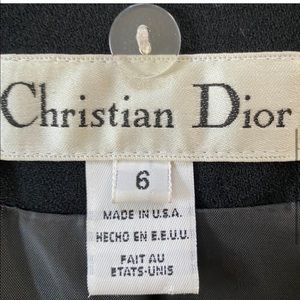 Christian Dior
6
MADE IN U.S.A.
HECHO EN E.E.U.U.
FAIT AU
ETATS-UNIS